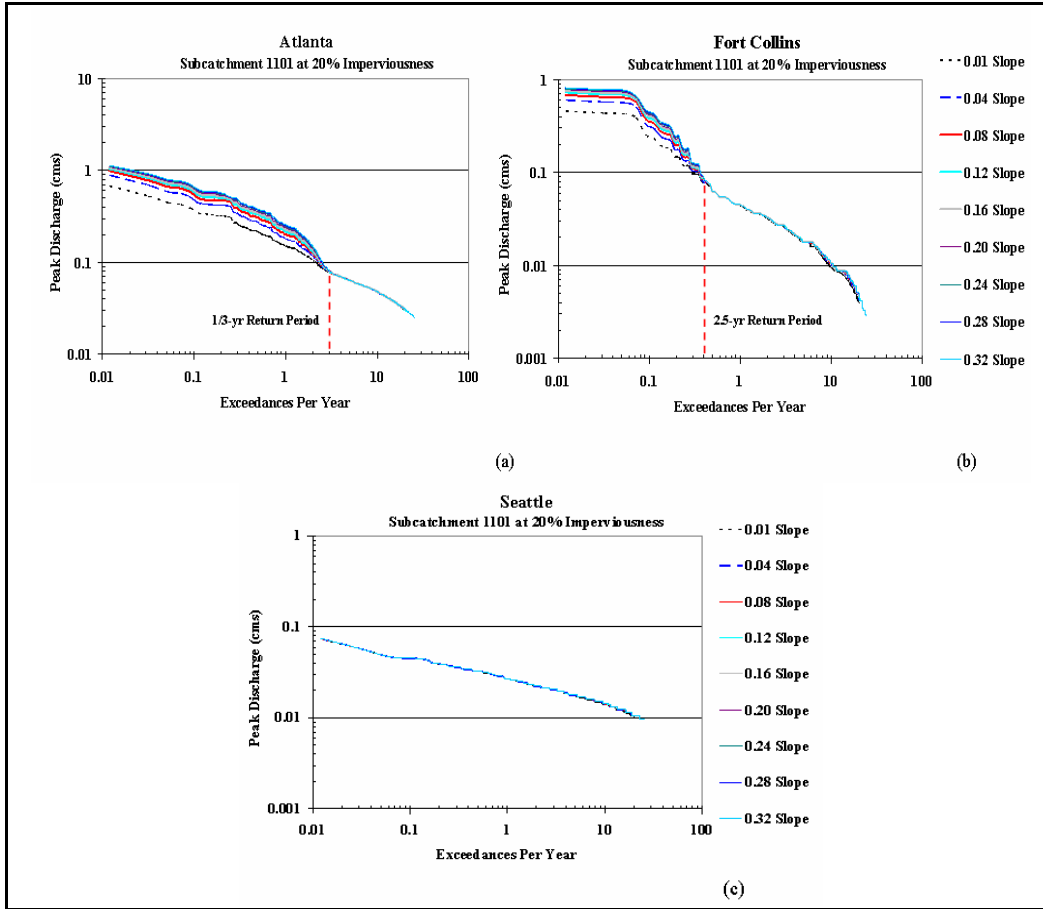 Atlanta
Subcatchment 1101 at 20% Imperviousness
10
1
0.1
0.01
Peak Discharge (cms)
1/3-yr Return Period
0.01
0.1
1
10
100
Exceedances Per Year
(a)
Fort Collins
Subcatchment 1101 at 20% Imperviousness
1
0.1
0.01
0.001
Peak Discharge (cms)
2.5-yr Return Period
0.01
0.1
1
10
100
Exceedances Per Year
0.01 Slope
0.04 Slope
0.08 Slope
0.12 Slope
0.16 Slope
0.20 Slope
0.24 Slope
0.28 Slope
0.32 Slope
(b)
Seattle
Subcatchment 1101 at 20% Imperviousness
1
0.1
0.01
0.001
Peak Discharge (cms)
0.01
0.1
1
10
100
Exceedances Per Year
0.01 Slope
0.04 Slope
0.08 Slope
0.12 Slope
0.16 Slope
0.20 Slope
0.24 Slope
0.28 Slope
0.32 Slope
(c)